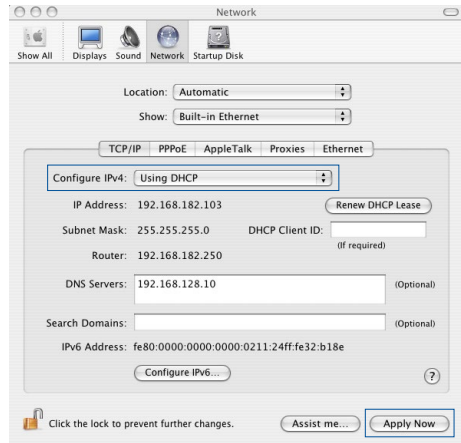 Network
Show All Displays Sound Network Startup Disk
Location: Automatic
Show: Built-in Ethernet
TCP/IP PPPoE AppleTalk Proxies Ethernet
Configure IPv4: Using DHCP
IP Address: 192.168.182.103 Renew DHCP Lease
Subnet Mask: 255.255.255.0 DHCP Client ID:
(If required)
Router: 192.168.182.250
DNS Servers: 192.168.128.10 (Optional)
Search Domains: (Optional)
IPv6 Address: fe80:0000:0000:0000:0211:24ff:fe32:b18e
Configure IPv6... ?
Click the lock to prevent further changes. Assist me... Apply Now